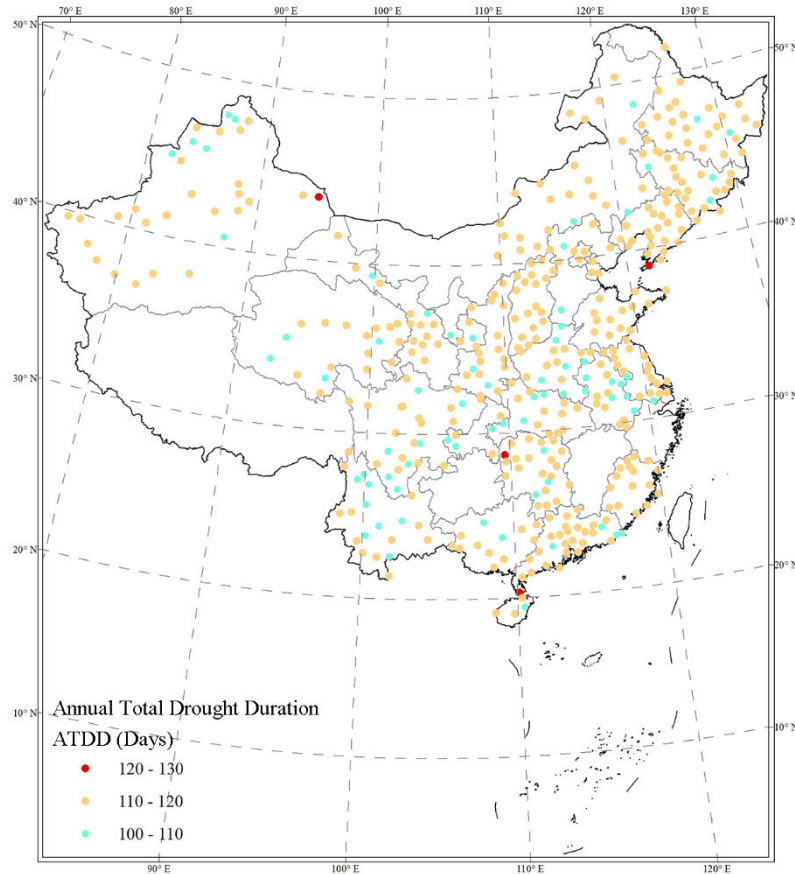 70° E 80° E 90° E 100° E 110° E 120° E 130° E
50° N 50° N
40° N 40° N
30° N 30° N
20° N 20° N
10° N 10° N
Annual Total Drought Duration
ATDD (Days)
120 - 130
110 - 120
100 - 110
90° E 100° E 110° E 120° E